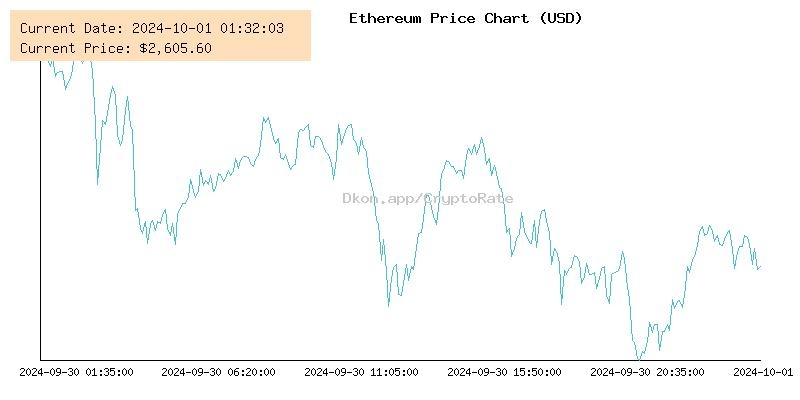 Ethereum Price Chart (USD)
Current Date: 2024-10-01 01:32:03
Current Price: $2,605.60
Dkon.app/CryptoRate
2024-09-30 01:35:00 2024-09-30 06:20:00 2024-09-30 11:05:00 2024-09-30 15:50:00 2024-09-30 20:35:00 2024-10-01